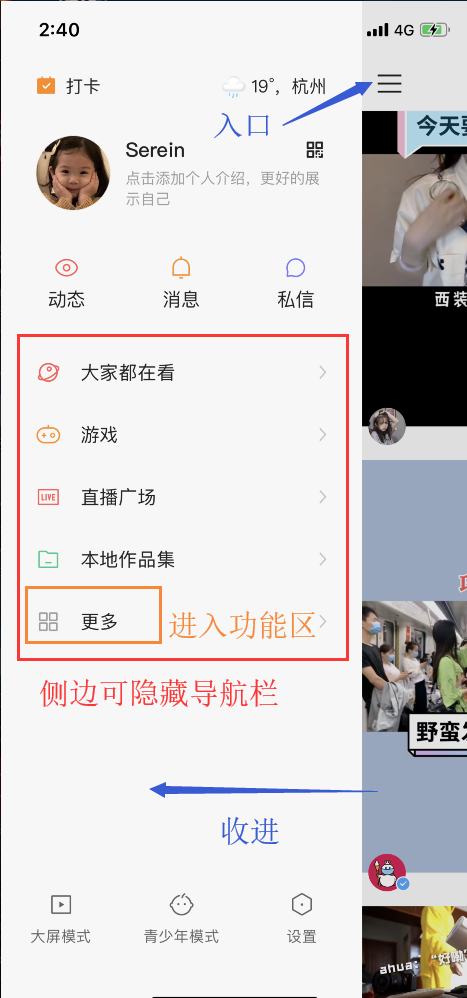 2:40
4G
打卡
19°，杭州
入口
今天要
Serein
点击添加个人介绍，更好的展
示自己
动态
消息
私信
西装
大家都在看
游戏
LIVE
直播广场
本地作品集
更多
进入功能区
侧边可隐藏导航栏
野蛮
收进
大屏模式
青少年模式
设置
ahua:
"好嘞